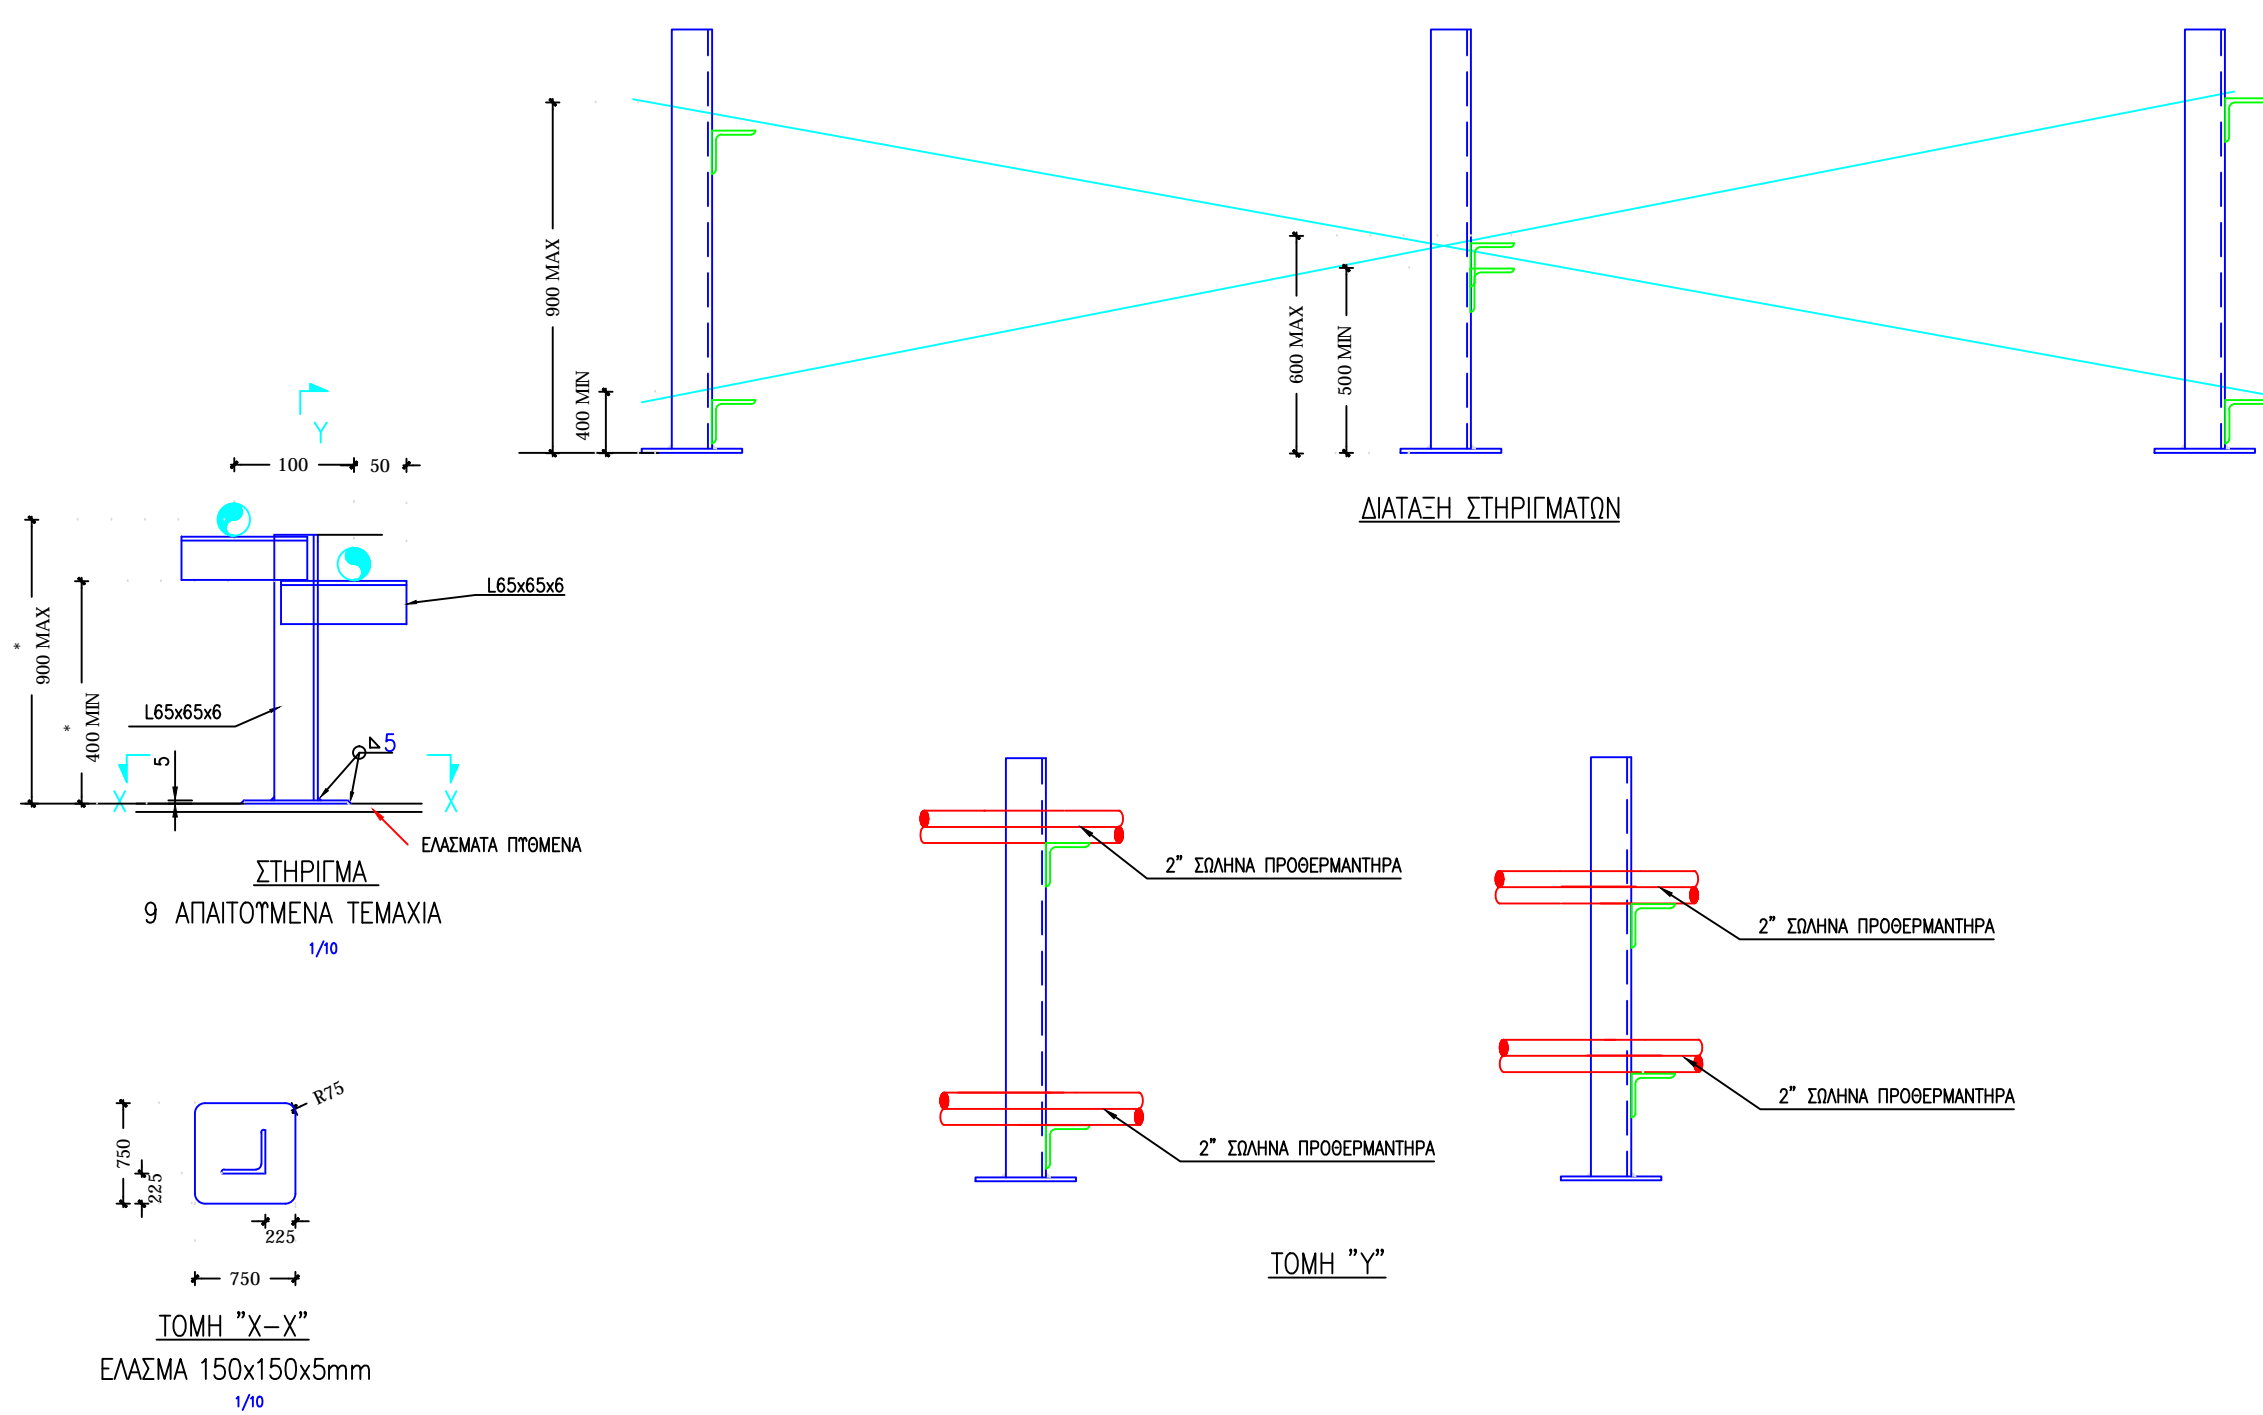 900 MAX
400 MIN
600 MAX
500 MIN
ΔΙΑΤΑΞΗ ΣΤΗΡΙΓΜΑΤΩΝ
Y
100
50
L65x65x6
* 900 MAX
* 400 MIN
L65x65x6
5
5
X
X
ΕΛΑΣΜΑΤΑ ΠΥΘΜΕΝΑ
ΣΤΗΡΙΓΜΑ
9 ΑΠΑΙΤΟΥΜΕΝΑ ΤΕΜΑΧΙΑ
1/10
2” ΣΩΛΗΝΑ ΠΡΟΘΕΡΜΑΝΤΗΡΑ
2” ΣΩΛΗΝΑ ΠΡΟΘΕΡΜΑΝΤΗΡΑ
2” ΣΩΛΗΝΑ ΠΡΟΘΕΡΜΑΝΤΗΡΑ
2” ΣΩΛΗΝΑ ΠΡΟΘΕΡΜΑΝΤΗΡΑ
ΤΟΜΗ ”Υ”
R75
750
225
225
750
ΤΟΜΗ ”Χ–Χ”
ΕΛΑΣΜΑ 150x150x5mm
1/10